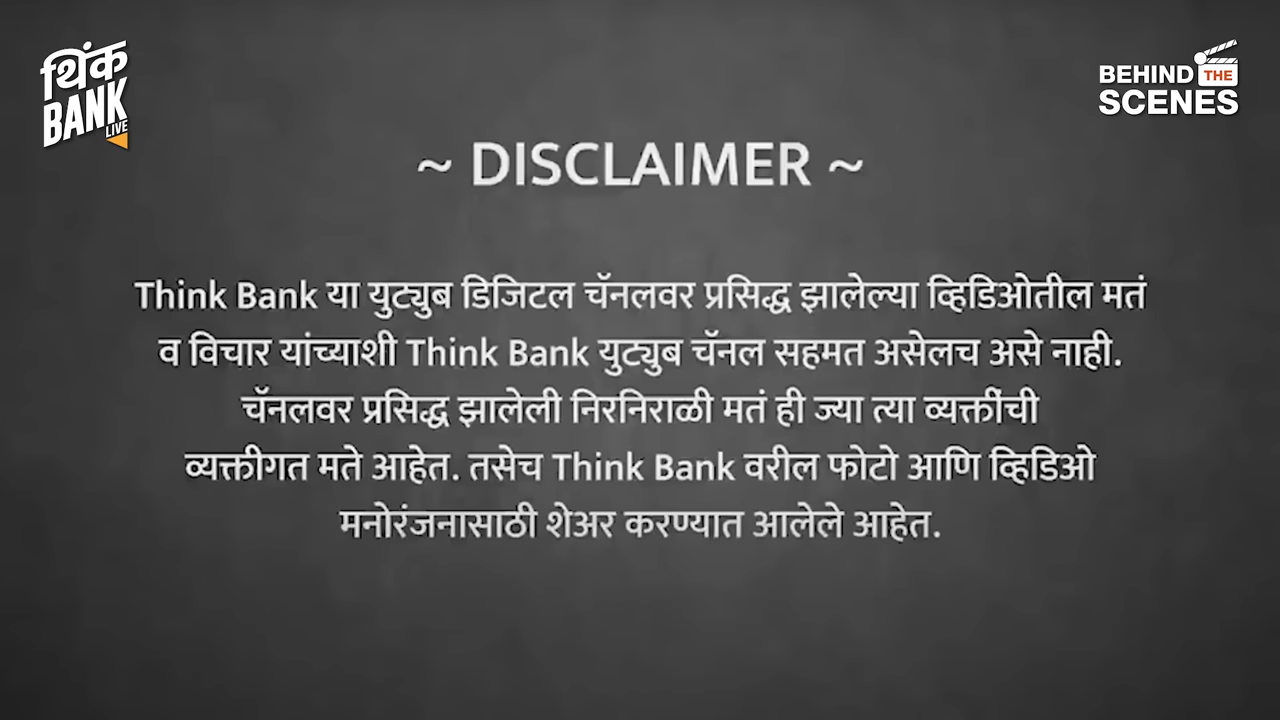 थिंक
BANK
LIVE
BEHIND THE
SCENES
~ DISCLAIMER ~
Think Bank या युट्युब डिजिटल चॅनलवर प्रसिद्ध झालेल्या व्हिडिओतील मतं
व विचार यांच्याशी Think Bank युट्युब चॅनल सहमत असेलच असे नाही.
चॅनलवर प्रसिद्ध झालेली निरनिराळी मतं ही ज्या त्या व्यक्तींची
व्यक्तीगत मते आहेत. तसेच Think Bank वरील फोटो आणि व्हिडिओ
मनोरंजनासाठी शेअर करण्यात आलेले आहेत.